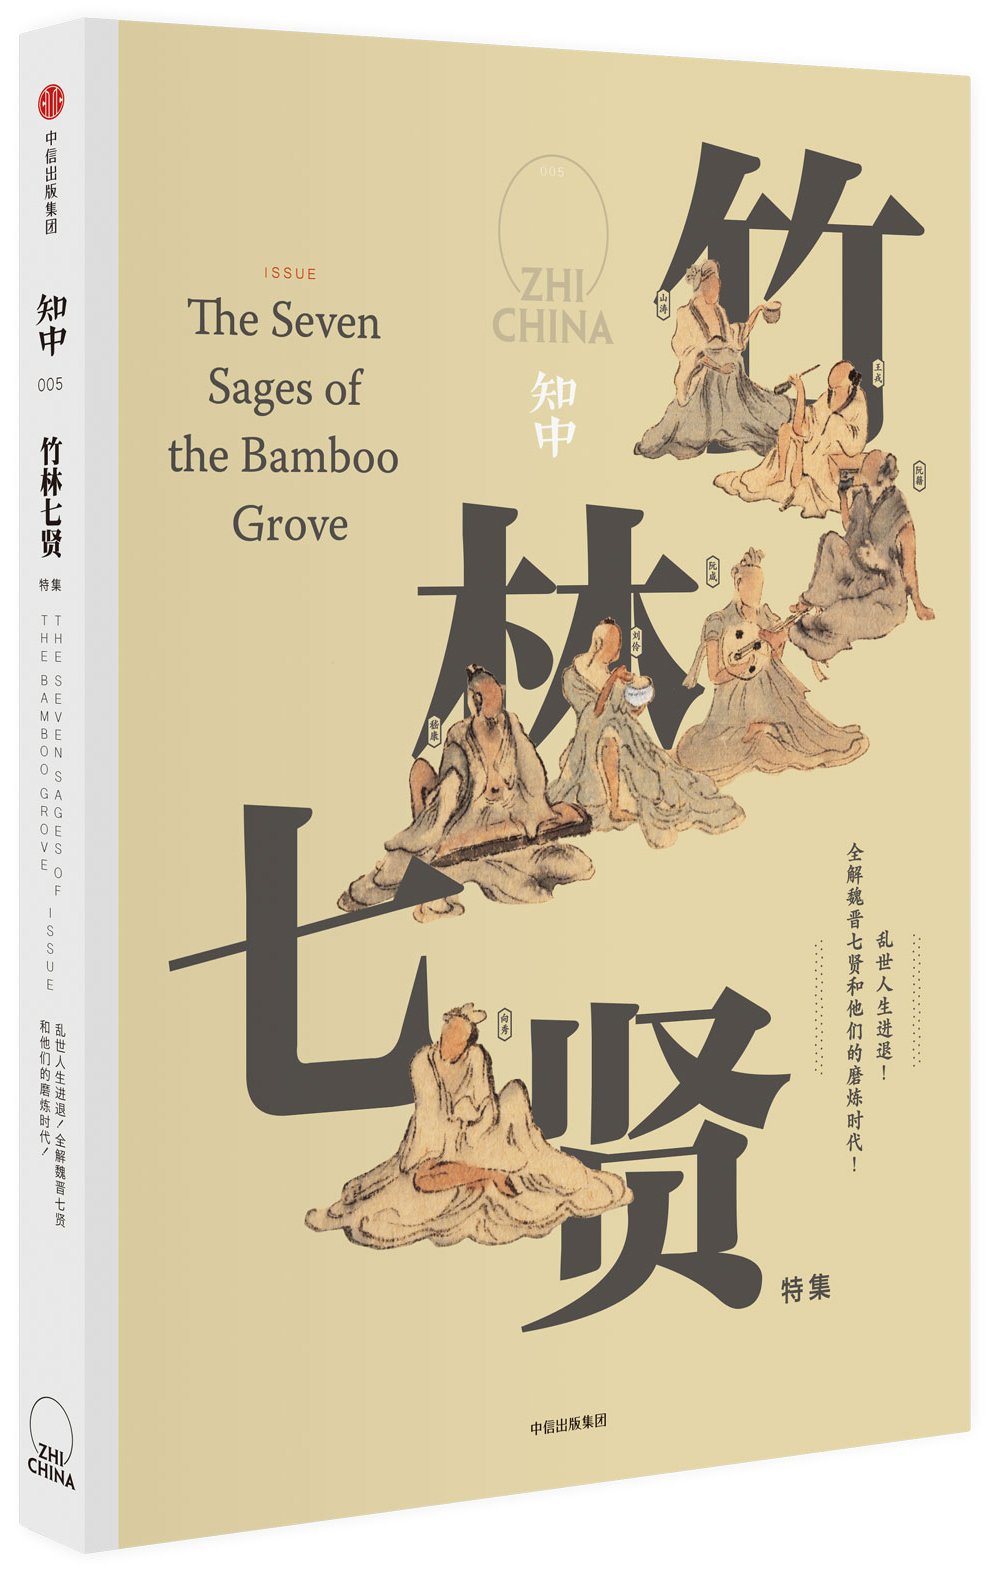 中信出版集团
知中
005
竹林七贤
特集
THE SEVEN SAGES OF
THE BAMBOO GROVE ISSUE
乱世人生进退！全解魏晋七贤
和他们的磨炼时代！
ZHI
CHINA
005
ZHI
CHINA
知中
ISSUE
The Seven
Sages of
the Bamboo
Grove
竹
林
七
贤
特集
山涛
王戎
阮籍
阮咸
刘伶
嵇康
向秀
乱世人生进退！
全解魏晋七贤和他们的磨炼时代！
中信出版集团